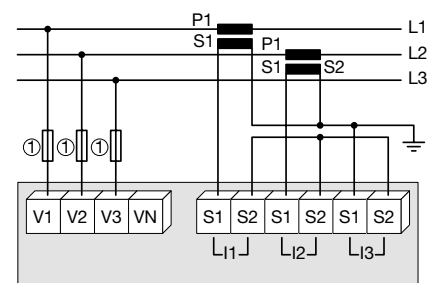 P1 L1
S1 P1 L2
S1 S2 L3
① ① ①
V1 V2 V3 VN S1 S2 S1 S2 S1 S2
I1 I2 I3